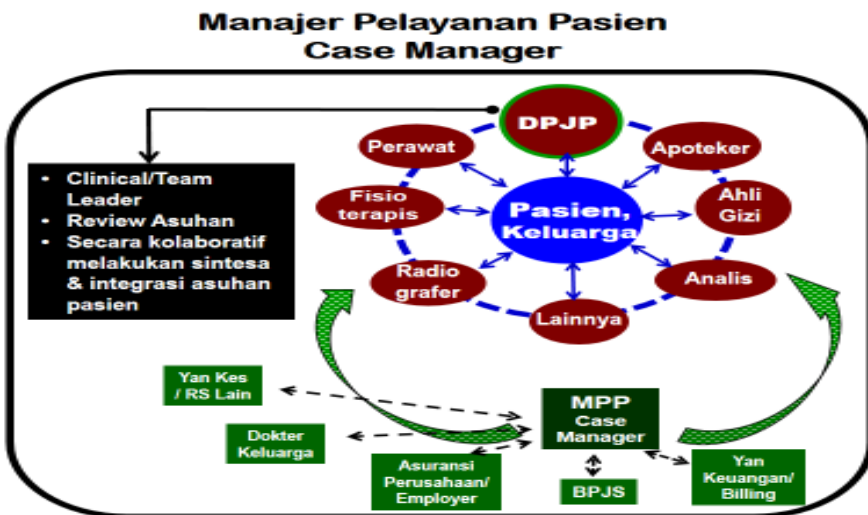 Manajer Pelayanan Pasien
Case Manager
DPJP
Perawat
Apoteker
Fisio
terapis
Pasien,
Keluarga
Ahli
Gizi
Radio
grafer
Analis
Lainnya
• Clinical/Team
Leader
• Review Asuhan
• Secara kolaboratif
melakukan sintesa
& integrasi asuhan
pasien
Yan Kes
/ RS Lain
Dokter
Keluarga
Asuransi
Perusahaan/
Employer
MPP
Case
Manager
BPJS
Yan
Keuangan/
Billing